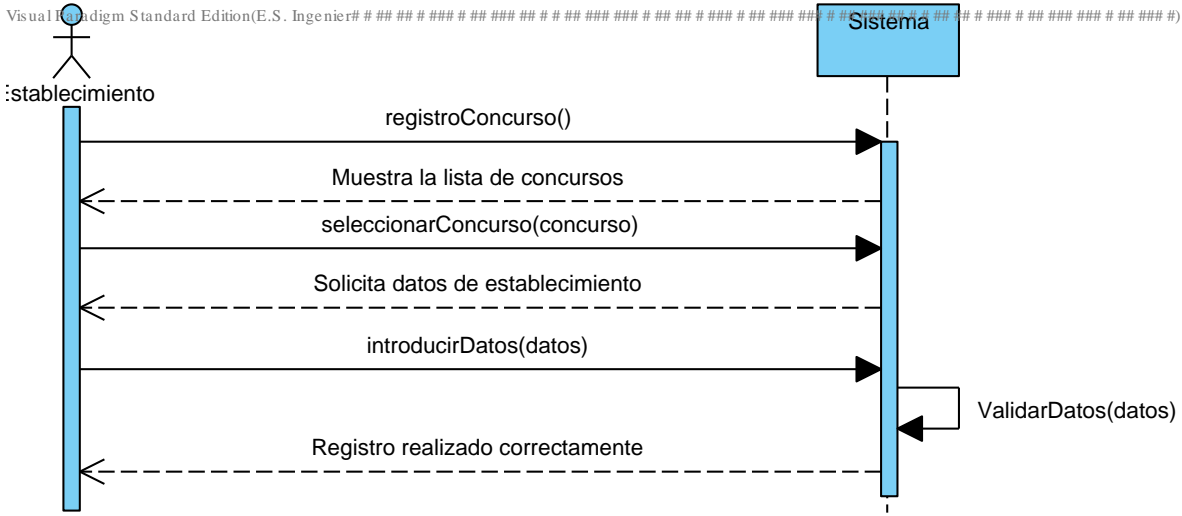 Visual Paradigm Standard Edition(E.S. Ingenier
Sistema
stablecimiento
registroConcurso()
Muestra la lista de concursos
seleccionarConcurso(concurso)
Solicita datos de establecimiento
introducirDatos(datos)
ValidarDatos(datos)
Registro realizado correctamente